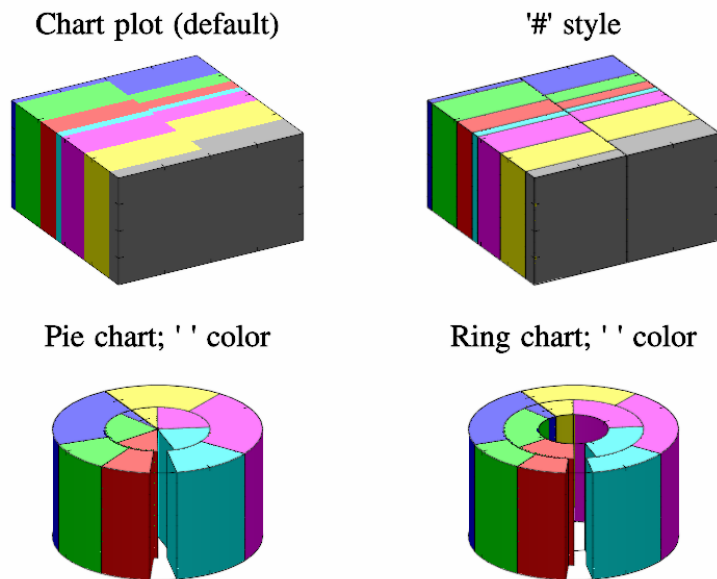 Chart plot (default)
'#' style
Pie chart; ' ' color
Ring chart; ' ' color